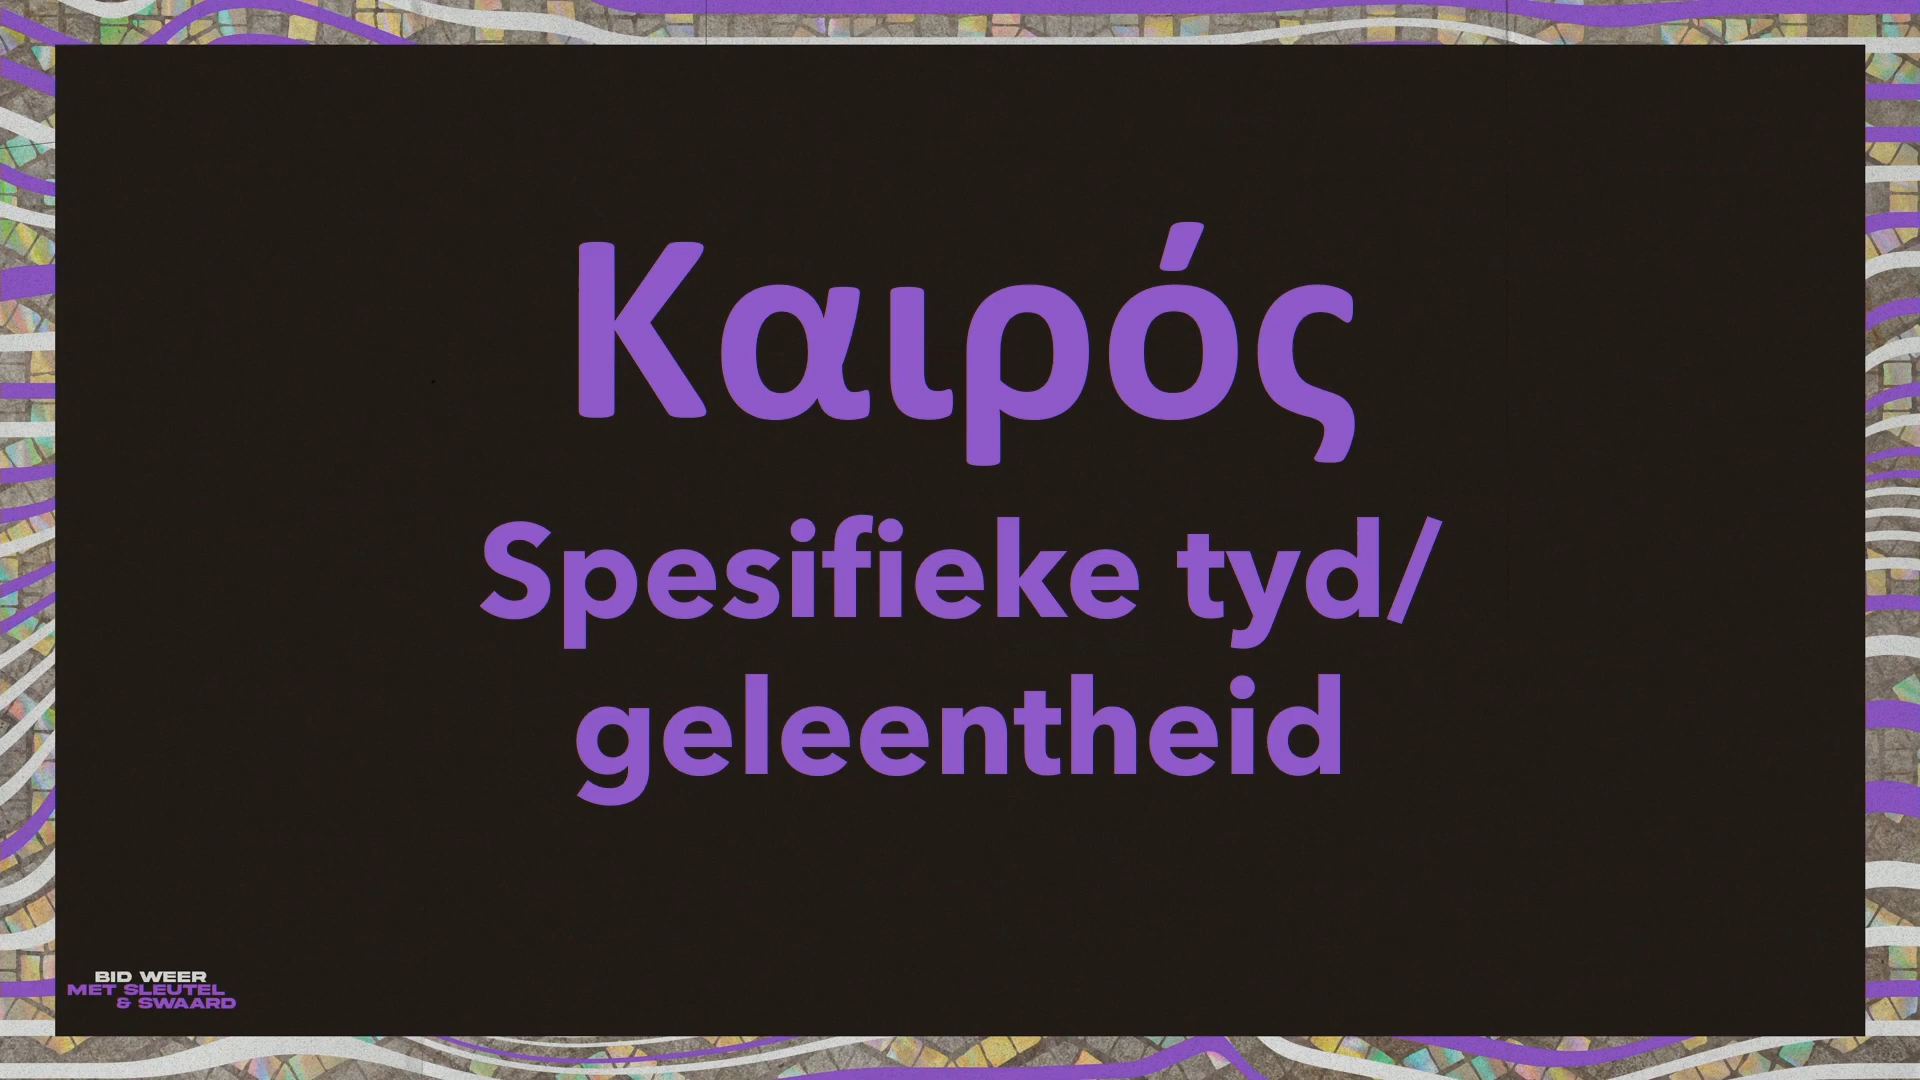 Καιρός
Spesifieke tyd/
geleentheid
BID WEER
MET SLEUTEL
& SWAARD